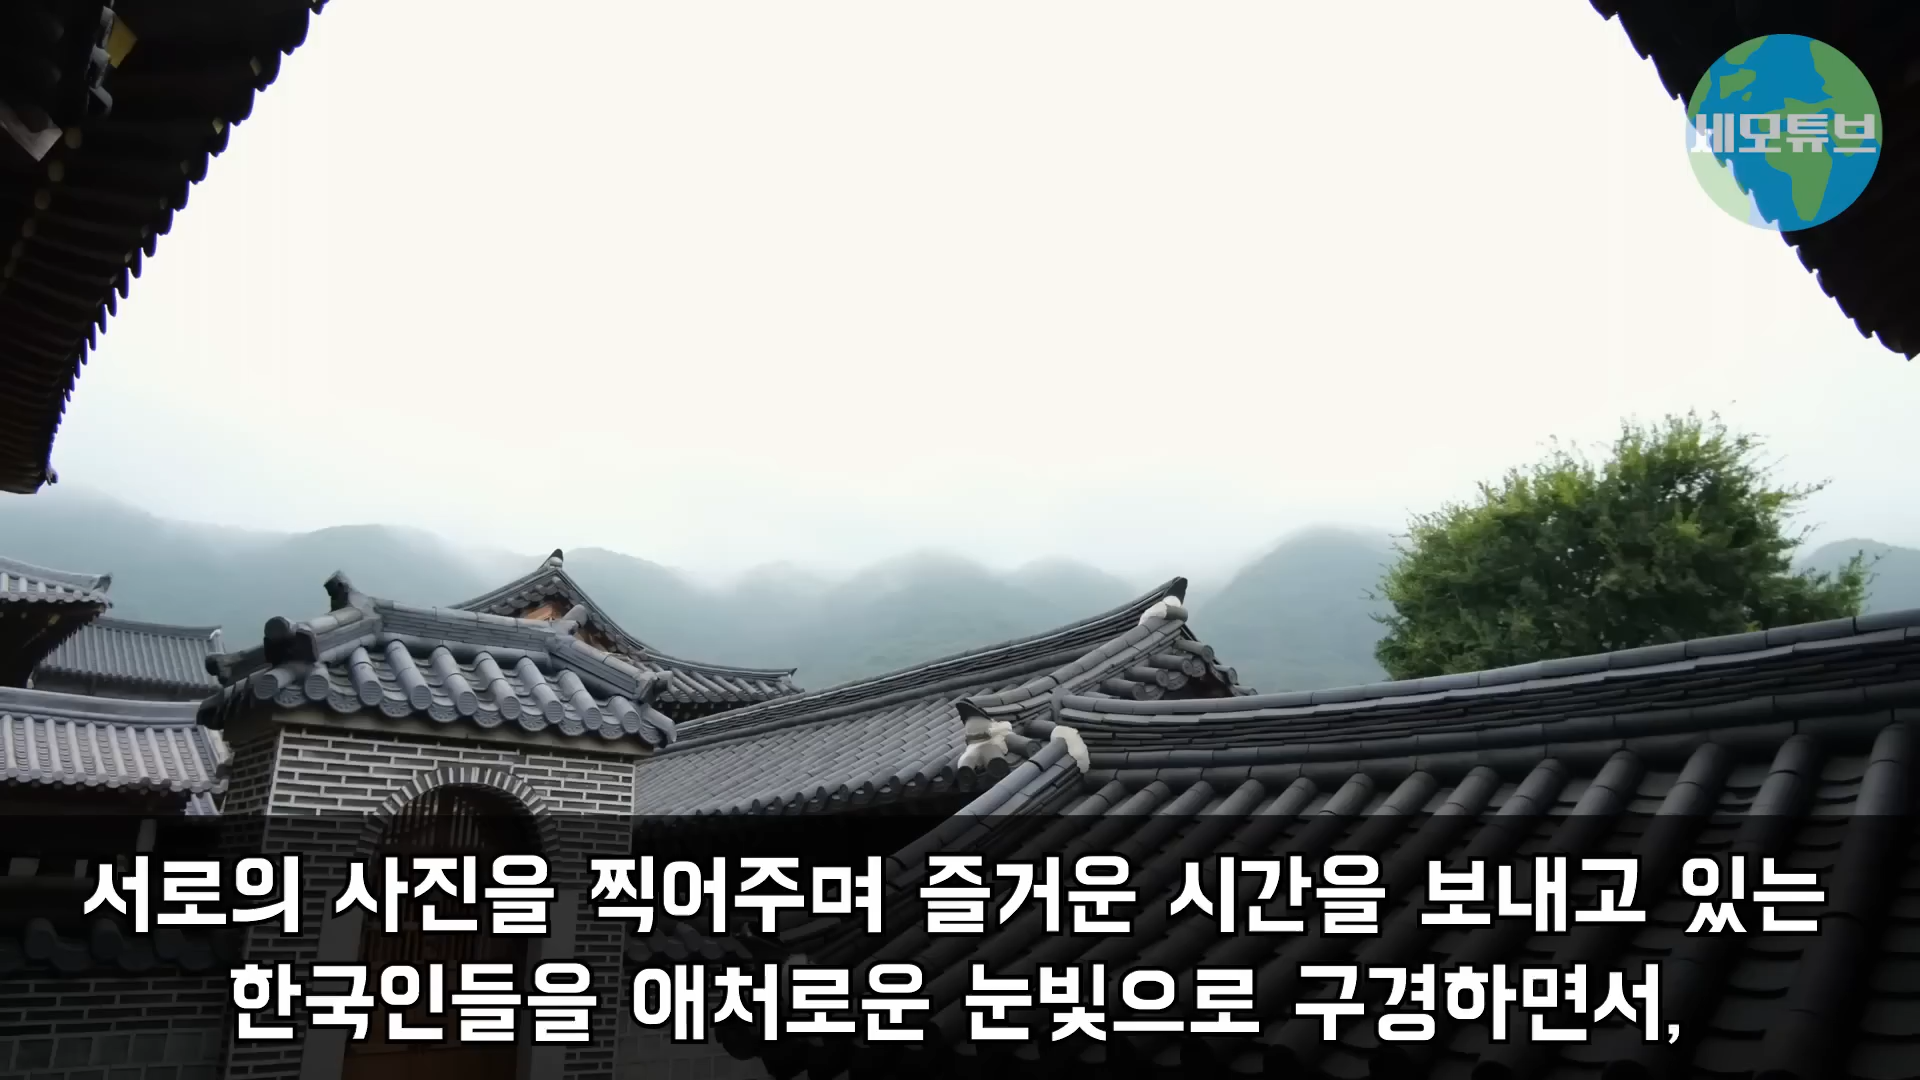 세모튜브
서로의 사진을 찍어주며 즐거운 시간을 보내고 있는
한국인들을 애처로운 눈빛으로 구경하면서,